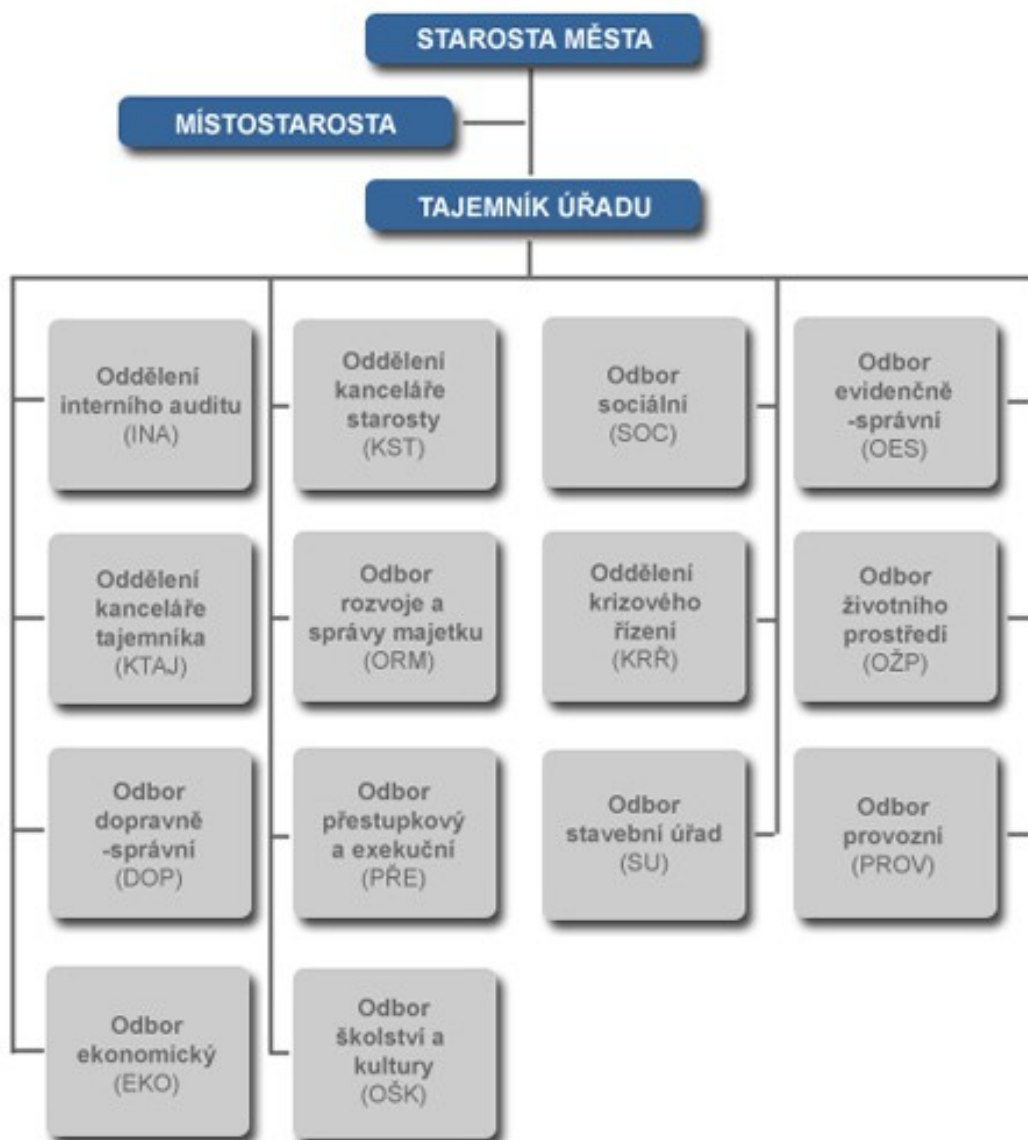 STAROSTA MĚSTA
MÍSTOSTAROSTA
TAJEMNÍK ÚŘADU
Oddělení
interního auditu
(INA)
Oddělení
kanceláře
starosty
(KST)
Odbor
sociální
(SOC)
Odbor
evidenčně
-správní
(OES)
Oddělení
kanceláře
tajemníka
(KTAJ)
Odbor
rozvoje a
správy majetku
(ORM)
Oddělení
krizového
řízení
(KRŘ)
Odbor
životního
prostředí
(OŽP)
Odbor
dopravně
-správní
(DOP)
Odbor
přestupkový
a exekuční
(PŘE)
Odbor
stavební úřad
(SU)
Odbor
provozní
(PROV)
Odbor
ekonomický
(EKO)
Odbor
školství a
kultury
(OŠK)